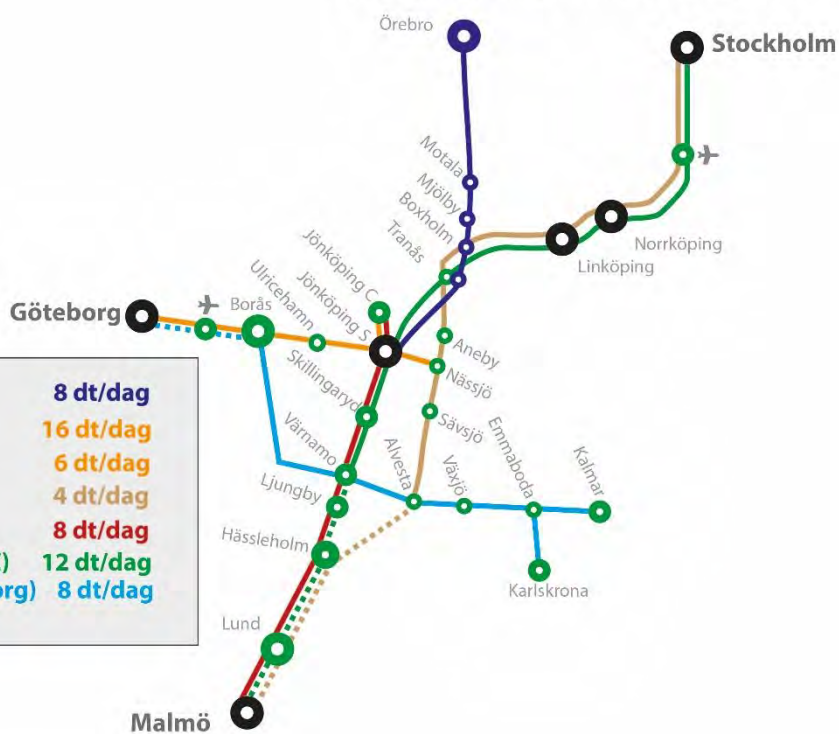 Örebro
Stockholm
Motala
Mjölby
Boxholm
Tranås
Norrköping
Linköping
Jönköping C
Jönköping S
Ulricehamn
Borås
Göteborg
Aneby
Nässjö
Skillingaryd
Sävsjö
Värnamo
Alvesta
Växjö
Emmaboda
Kalmar
Ljungby
Hässleholm
Karlskrona
Lund
Malmö
8 dt/dag
16 dt/dag
6 dt/dag
4 dt/dag
8 dt/dag
) 12 dt/dag
org) 8 dt/dag